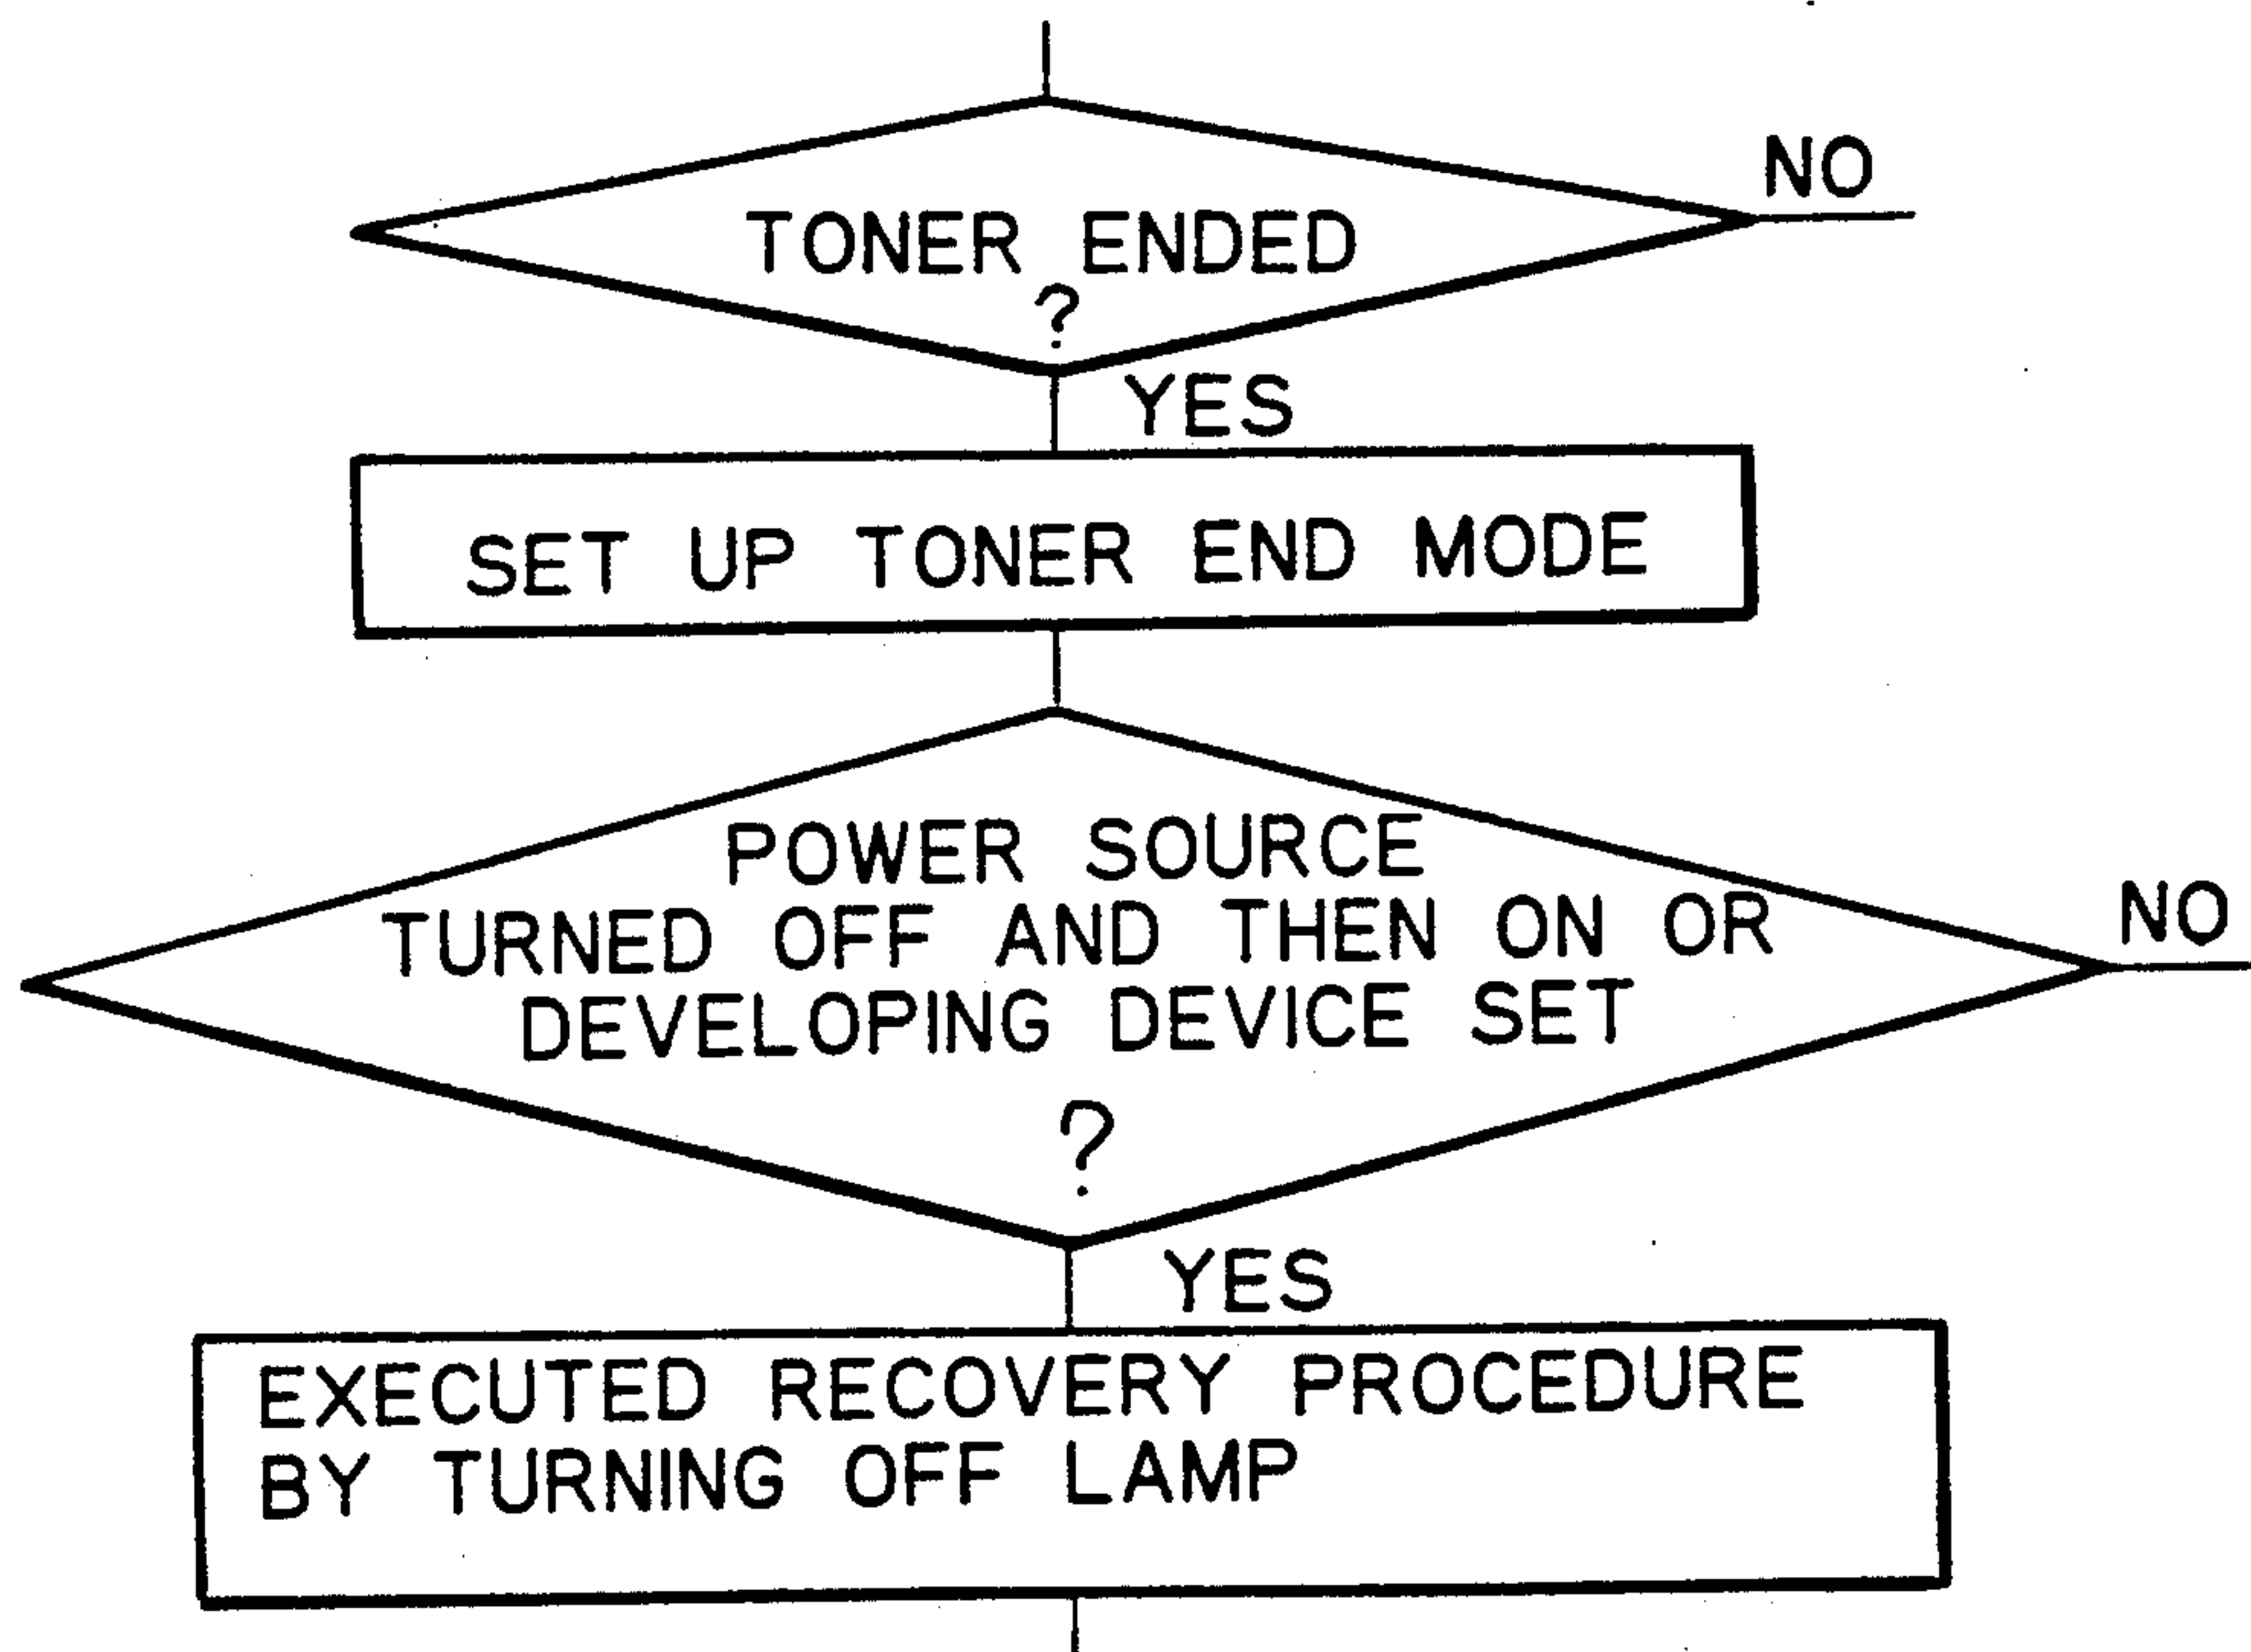 NO
TONER ENDED
?
YES
SET UP TONER END MODE
POWER SOURCE
TURNED OFF AND THEN ON OR
DEVELOPING DEVICE SET
?
NO
YES
EXECUTED RECOVERY PROCEDURE
BY TURNING OFF LAMP